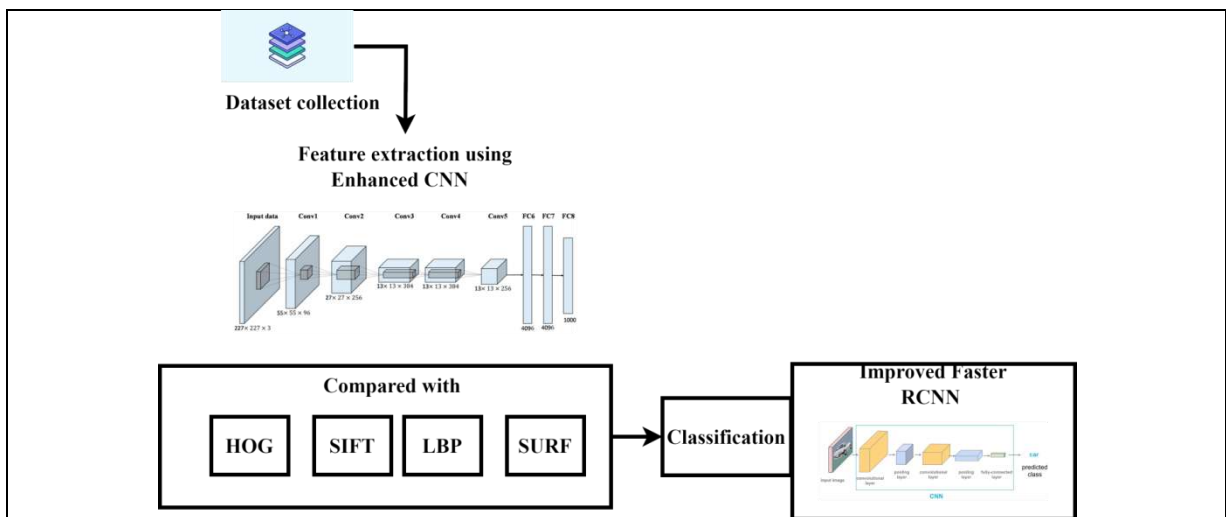 Dataset collection
Feature extraction using
Enhanced CNN
Input data Conv1 Conv2 Conv3 Conv4 Conv5 FC6 FC7 FC8
227× 227 × 3
55× 55 × 96
27× 27 × 256
13× 13 × 384
13× 13 × 384
13× 13 × 256
4096
4096
1000
Compared with
HOG SIFT LBP SURF
Classification
Improved Faster
RCNN
input image
convolutional
layer
pooling
layer
convolutional
layer
pooling
layer
fully-connected
layer
car
predicted
class
CNN